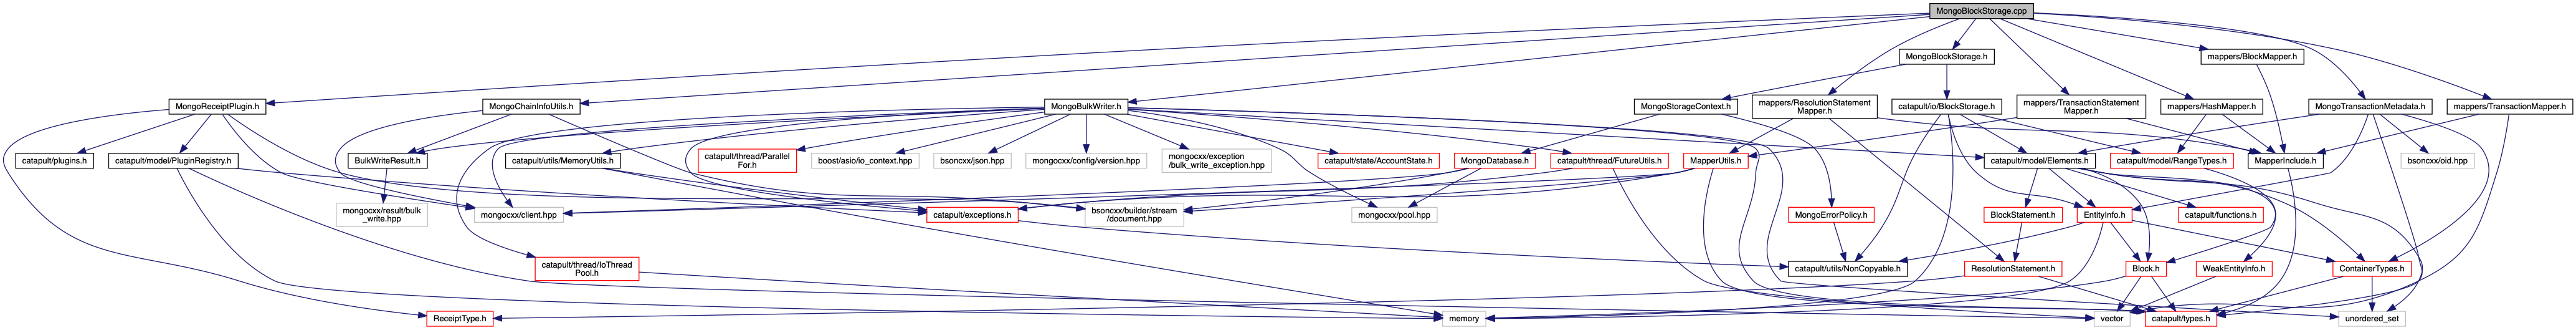 MongoBlockStorage.cpp
MongoBlockStorage.h
mappers/BlockMapper.h
MongoReceiptPlugin.h
MongoChainInfoUtils.h
MongoBulkWriter.h
MongoStorageContext.h
mappers/ResolutionStatement
Mapper.h
catapult/io/BlockStorage.h
mappers/TransactionStatement
Mapper.h
mappers/HashMapper.h
MongoTransactionMetadata.h
mappers/TransactionMapper.h
catapult/plugins.h
catapult/model/PluginRegistry.h
BulkWriteResult.h
catapult/utils/MemoryUtils.h
catapult/thread/Parallel
For.h
boost/asio/io_context.hpp
bsoncxx/json.hpp
mongocxx/config/version.hpp
mongocxx/exception
/bulk_write_exception.hpp
catapult/state/AccountState.h
MongoDatabase.h
catapult/thread/FutureUtils.h
MapperUtils.h
catapult/model/Elements.h
catapult/model/RangeTypes.h
MapperInclude.h
bsoncxx/oid.hpp
mongocxx/result/bulk
_write.hpp
mongocxx/client.hpp
catapult/exceptions.h
bsoncxx/builder/stream
/document.hpp
mongocxx/pool.hpp
MongoErrorPolicy.h
BlockStatement.h
EntityInfo.h
catapult/functions.h
catapult/thread/IoThread
Pool.h
catapult/utils/NonCopyable.h
ResolutionStatement.h
Block.h
WeakEntityInfo.h
ContainerTypes.h
ReceiptType.h
memory
vector
catapult/types.h
unordered_set